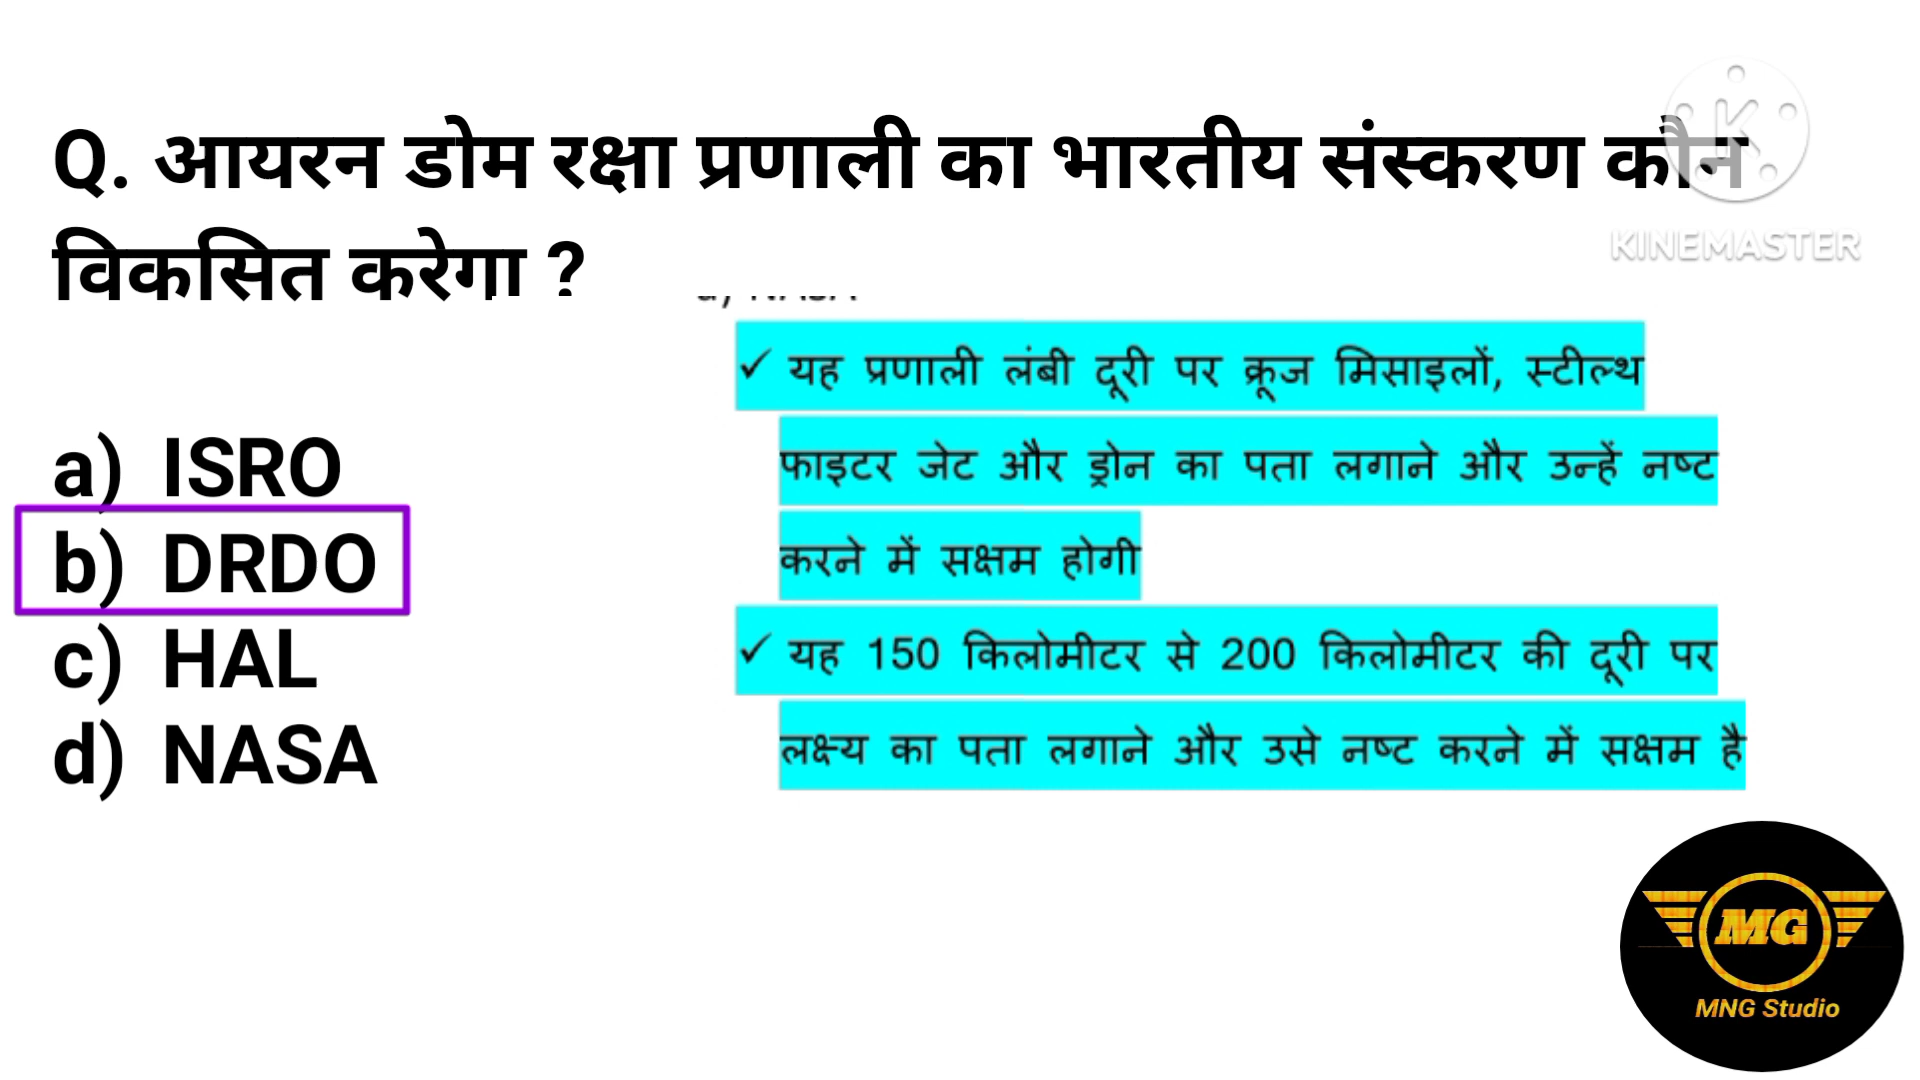 Q. आयरन डोम रक्षा प्रणाली का भारतीय संस्करण कौन
विकसित करेगा ?
a) ISRO
b) DRDO
c) HAL
d) NASA
✓ यह प्रणाली लंबी दूरी पर क्रूज मिसाइलों, स्टील्थ
फाइटर जेट और ड्रोन का पता लगाने और उन्हें नष्ट
करने में सक्षम होगी
✓ यह 150 किलोमीटर से 200 किलोमीटर की दूरी पर
लक्ष्य का पता लगाने और उसे नष्ट करने में सक्षम है
K
KINEMASTER
MG
MNG Studio